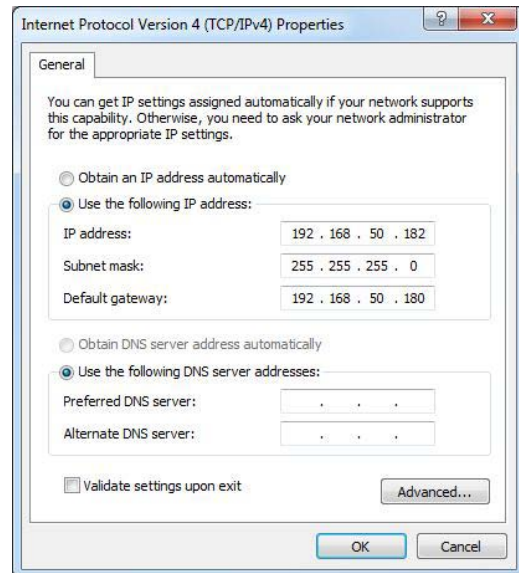 Internet Protocol Version 4 (TCP/IPv4) Properties
General
You can get IP settings assigned automatically if your network supports
this capability. Otherwise, you need to ask your network administrator
for the appropriate IP settings.
Obtain an IP address automatically
Use the following IP address:
IP address: 192 . 168 . 50 . 182
Subnet mask: 255 . 255 . 255 . 0
Default gateway: 192 . 168 . 50 . 180
Obtain DNS server address automatically
Use the following DNS server addresses:
Preferred DNS server: . . .
Alternate DNS server: . . .
Validate settings upon exit
Advanced...
OK Cancel